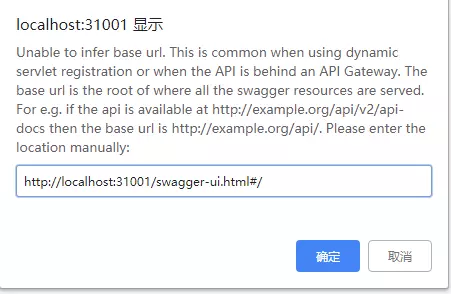 localhost:31001 显示
Unable to infer base url. This is common when using dynamic
servlet registration or when the API is behind an API Gateway. The
base url is the root of where all the swagger resources are served.
For e.g. if the api is available at http://example.org/api/v2/api-
docs then the base url is http://example.org/api/. Please enter the
location manually:
http://localhost:31001/swagger-ui.html#/
确定 取消